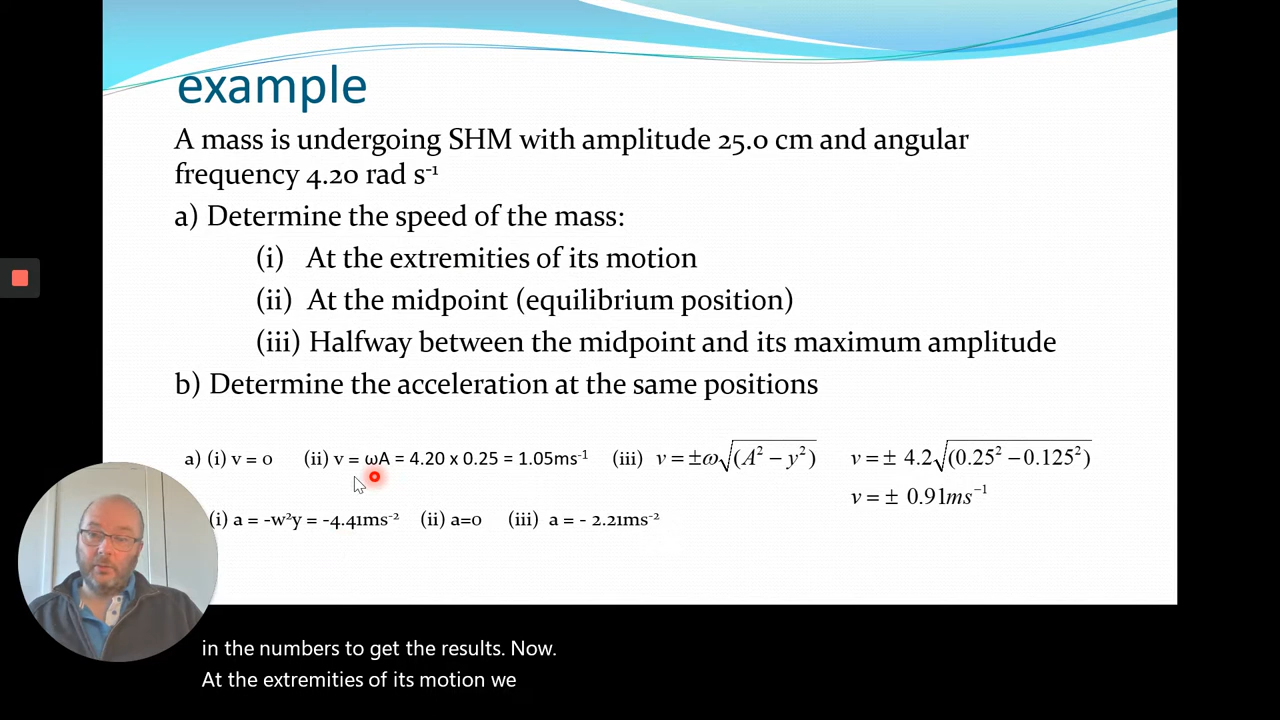 example
A mass is undergoing SHM with amplitude 25.0 cm and angular
frequency 4.20 rad s⁻¹
a) Determine the speed of the mass:
(i) At the extremities of its motion
(ii) At the midpoint (equilibrium position)
(iii) Halfway between the midpoint and its maximum amplitude
b) Determine the acceleration at the same positions
a) (i) v = 0 (ii) v = ωA = 4.20 x 0.25 = 1.05ms⁻¹ (iii) v = ±ω√(A² − y²) v = ± 4.2√(0.25² − 0.125²)
v = ± 0.91ms⁻¹
(i) a = -w²y = -4.41ms⁻² (ii) a=0 (iii) a = - 2.21ms⁻²
in the numbers to get the results. Now.
At the extremities of its motion we